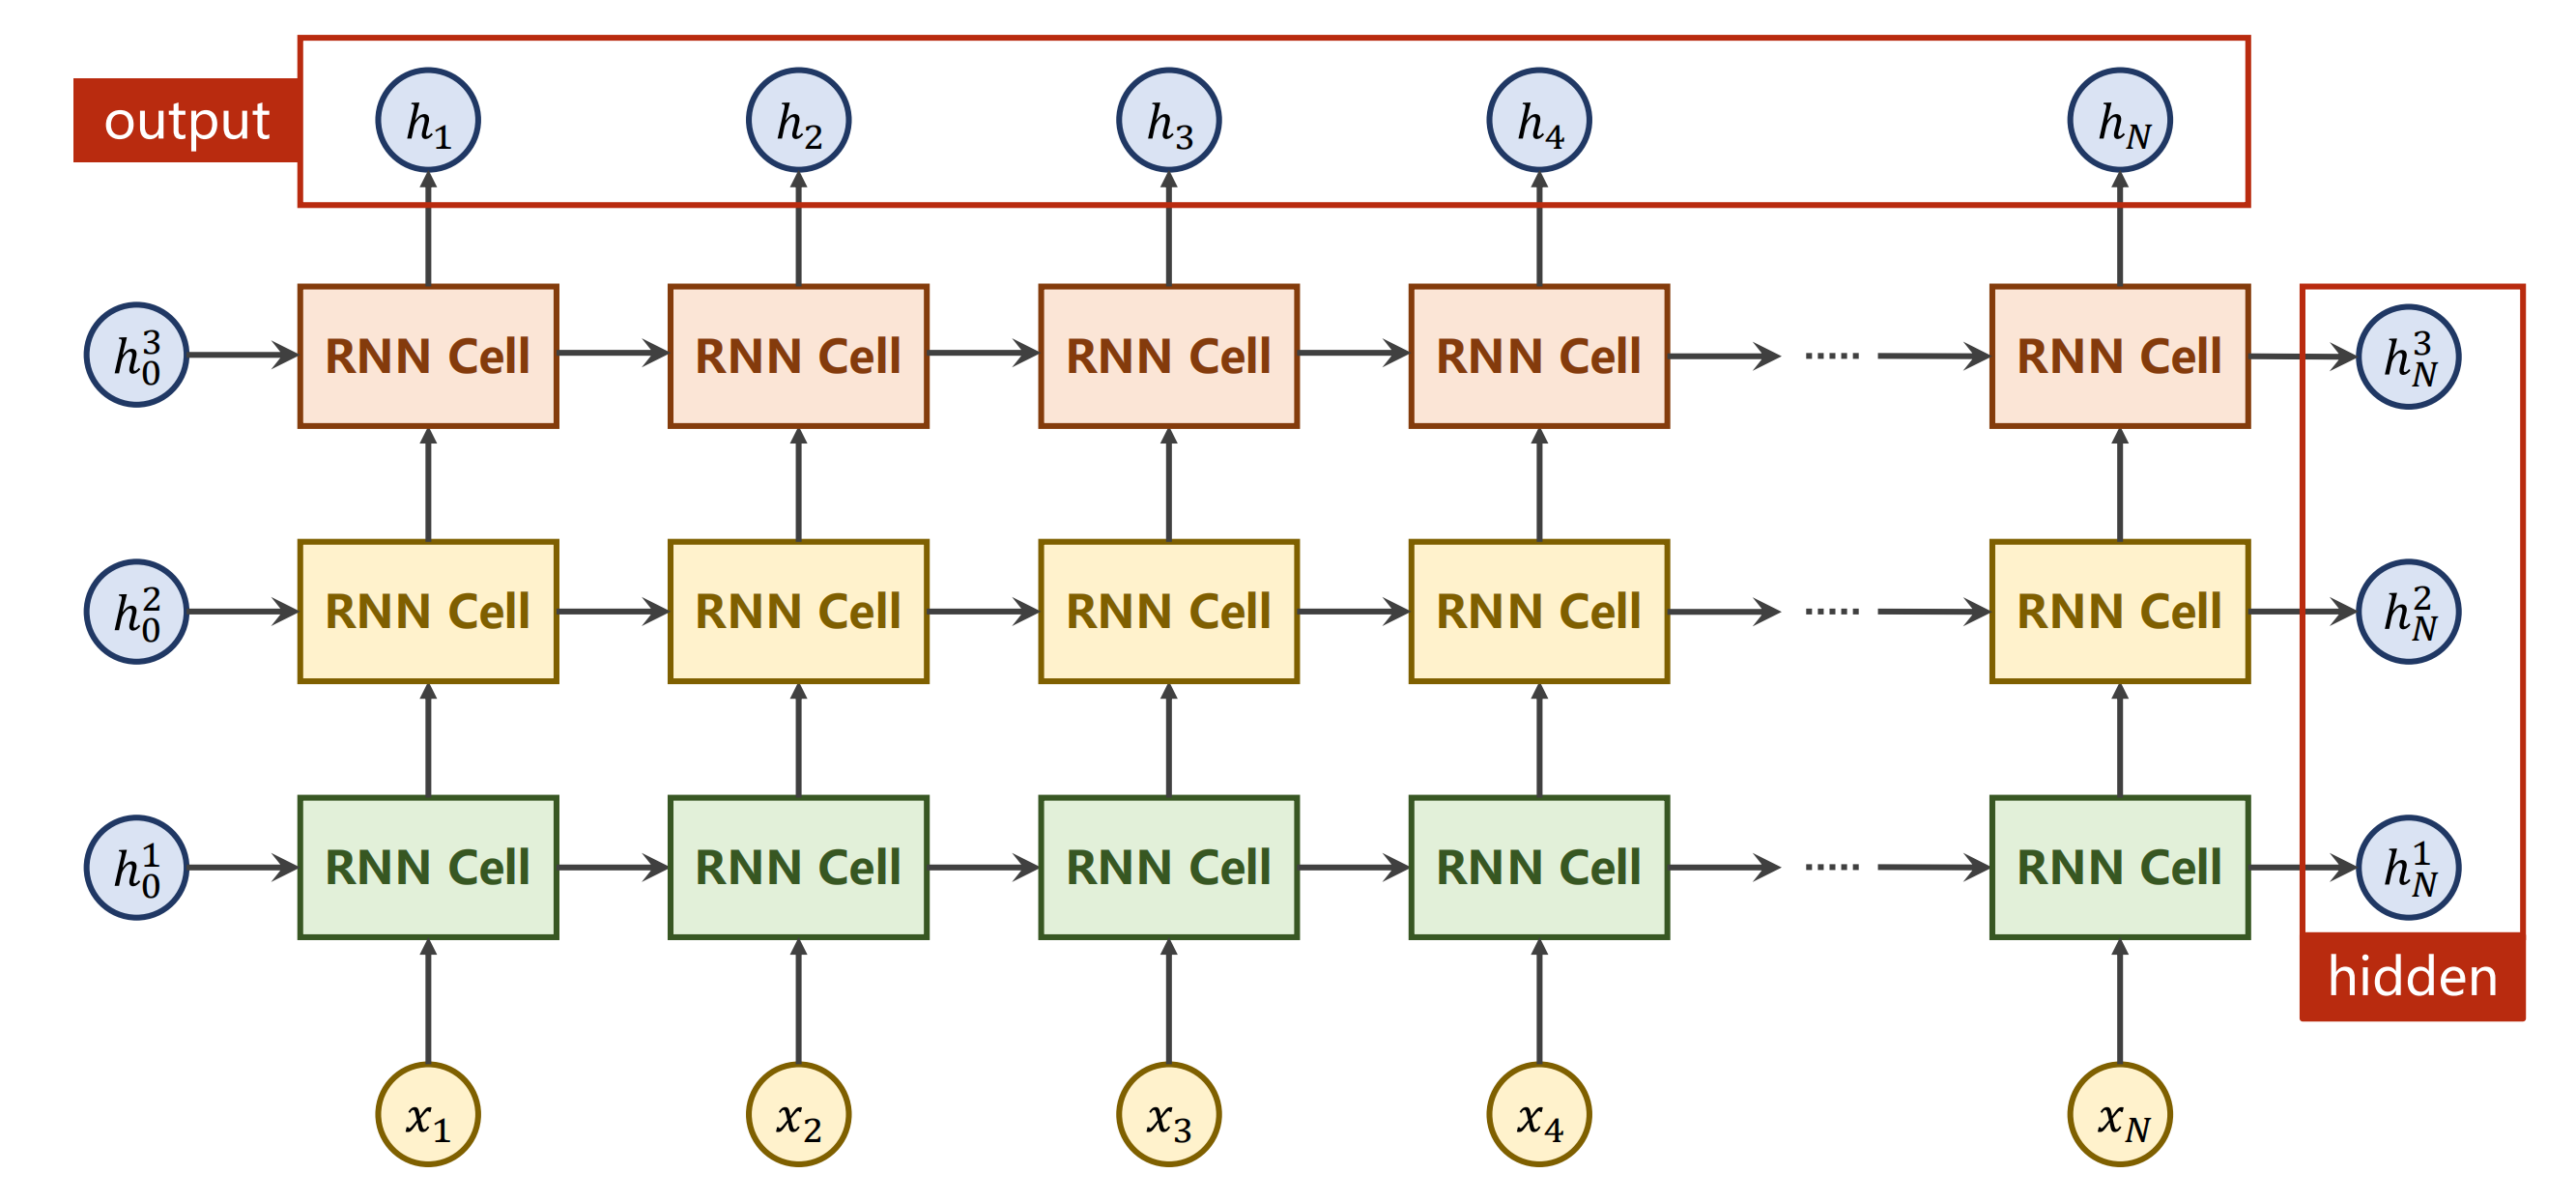 output
h_1 h_2 h_3 h_4 h_N
h_0^3 RNN Cell RNN Cell RNN Cell RNN Cell ..... RNN Cell h_N^3
h_0^2 RNN Cell RNN Cell RNN Cell RNN Cell ..... RNN Cell h_N^2
h_0^1 RNN Cell RNN Cell RNN Cell RNN Cell ..... RNN Cell h_N^1
hidden
x_1 x_2 x_3 x_4 x_N